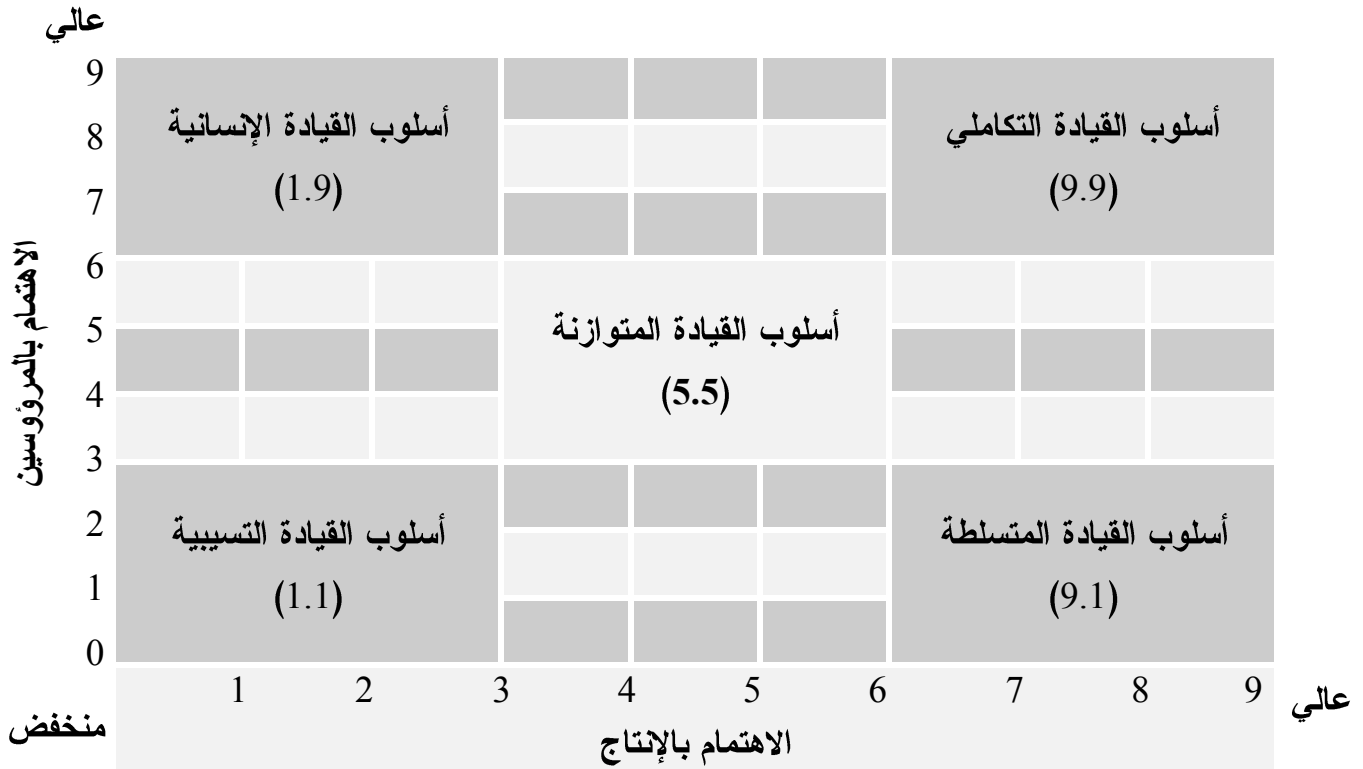 عالي
9
أسلوب القيادة الإنسانية
(1.9)
أسلوب القيادة التكاملي
(9.9)
8
7
الاهتمام بالمرؤوسين
6
5
أسلوب القيادة المتوازنة
(5.5)
4
3
أسلوب القيادة التسيبية
(1.1)
أسلوب القيادة المتسلطة
(9.1)
2
1
0
1 2 3 4 5 6 7 8 9
منخفض
عالي
الاهتمام بالإنتاج